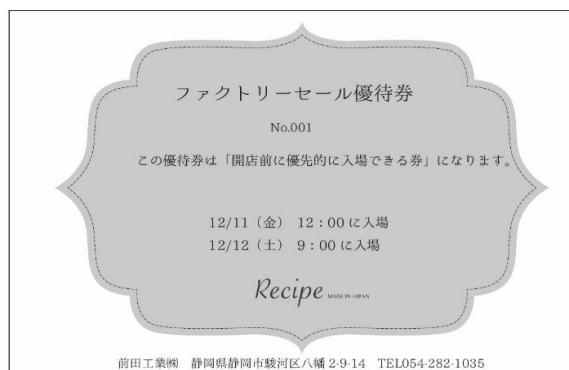 ファクトリーセール優待券
No.001
この優待券は「開店前に優先的に入場できる券」になります。
12/11（金） 12：00 に入場
12/12（土） 9：00 に入場
Recipe MADE IN JAPAN
前田工業㈱ 静岡県静岡市駿河区八幡 2-9-14 TEL054-282-1035